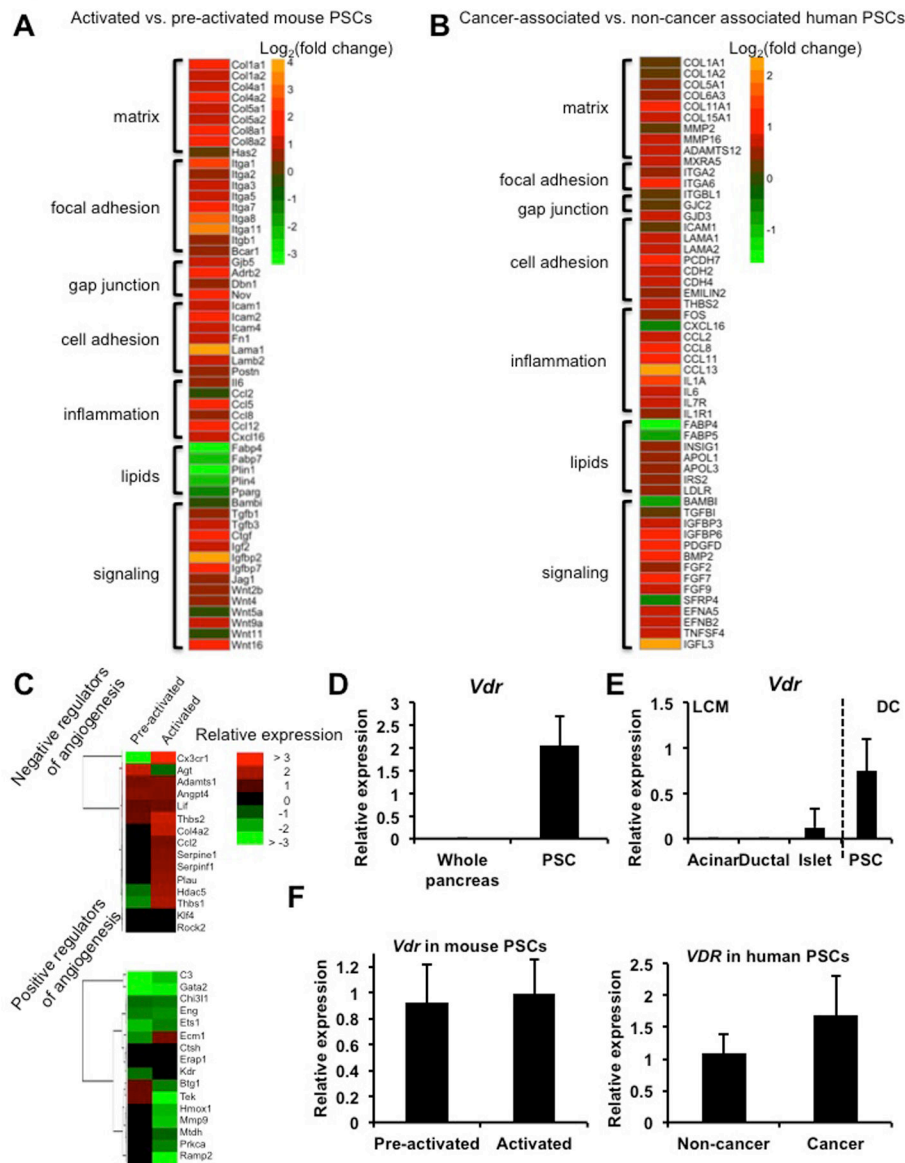 A
Activated vs. pre-activated mouse PSCs
Log2(fold change)
4
3
2
1
-1
-2
-3
matrix
focal adhesion
gap junction
cell adhesion
inflammation
lipids
signaling
Col1a1
Col1a2
Col4a1
Col4a2
Col5a1
Col5a2
Col8a1
Col8a2
Has2
Itga1
Itga2
Itga3
Itga5
Itga7
Itga8
Itga11
Itgb1
Bcar1
Gjb5
Adrb2
Dbn1
Nov
Icam1
Icam2
Icam4
Fn1
Lama1
Lamb2
Postn
Il6
Ccl2
Ccl5
Ccl8
Ccl12
Cxcl16
Fabp4
Fabp7
Plin1
Plin4
Pparg
Bambi
Tgfb1
Tgfb3
Ctgf
Igf2
Igfbp2
Igfbp7
Jag1
Wnt2b
Wnt4
Wnt5a
Wnt9a
Wnt11
Wnt16
B
Cancer-associated vs. non-cancer associated human PSCs
Log2(fold change)
2
1
-1
matrix
focal adhesion
gap junction
cell adhesion
inflammation
lipids
signaling
COL1A1
COL1A2
COL5A1
COL6A3
COL11A1
COL15A1
MMP2
MMP16
ADAMTS12
MXRA5
ITGA2
ITGA6
ITGBL1
GJC2
GJD3
ICAM1
LAMA1
LAMA2
PCDH7
CDH2
CDH4
EMILIN2
THBS2
FOS
CXCL16
CCL2
CCL8
CCL11
CCL13
IL1A
IL6
IL7R
IL1R1
FABP4
FABP5
INSIG1
APOL1
APOL3
IRS2
LDLR
BAMBI
TGFBI
IGFBP3
IGFBP6
PDGFD
BMP2
FGF2
FGF7
FGF9
SFRP4
EFNA5
EFNB2
TNFSF4
IGFL3
C
Negative regulators
of angiogenesis
Pre-activated
Activated
Relative expression
> 3
2
1
0
-1
-2
> -3
Cx3cr1
Agt
Adamts1
Angpt4
Lif
Thbs2
Col4a2
Ccl2
Serpine1
Serpinf1
Plau
Hdac5
Thbs1
Klf4
Rock2
Positive regulators
of angiogenesis
C3
Gata2
Chi3l1
Eng
Ets1
Ecm1
Ctsh
Erap1
Kdr
Btg1
Tek
Hmox1
Mmp9
Mtdh
Prkca
Ramp2
D
Vdr
Relative expression
3
2.5
2
1.5
1
0.5
0
Whole
pancreas
PSC
E
Vdr
LCM
DC
Relative expression
1.5
1
0.5
0
Acinar Ductal Islet PSC
F
Vdr in mouse PSCs
Relative expression
1.2
1
0.8
0.6
0.4
0.2
0
Pre-activated Activated
VDR in human PSCs
Relative expression
2.5
2
1.5
1
0.5
0
Non-cancer Cancer